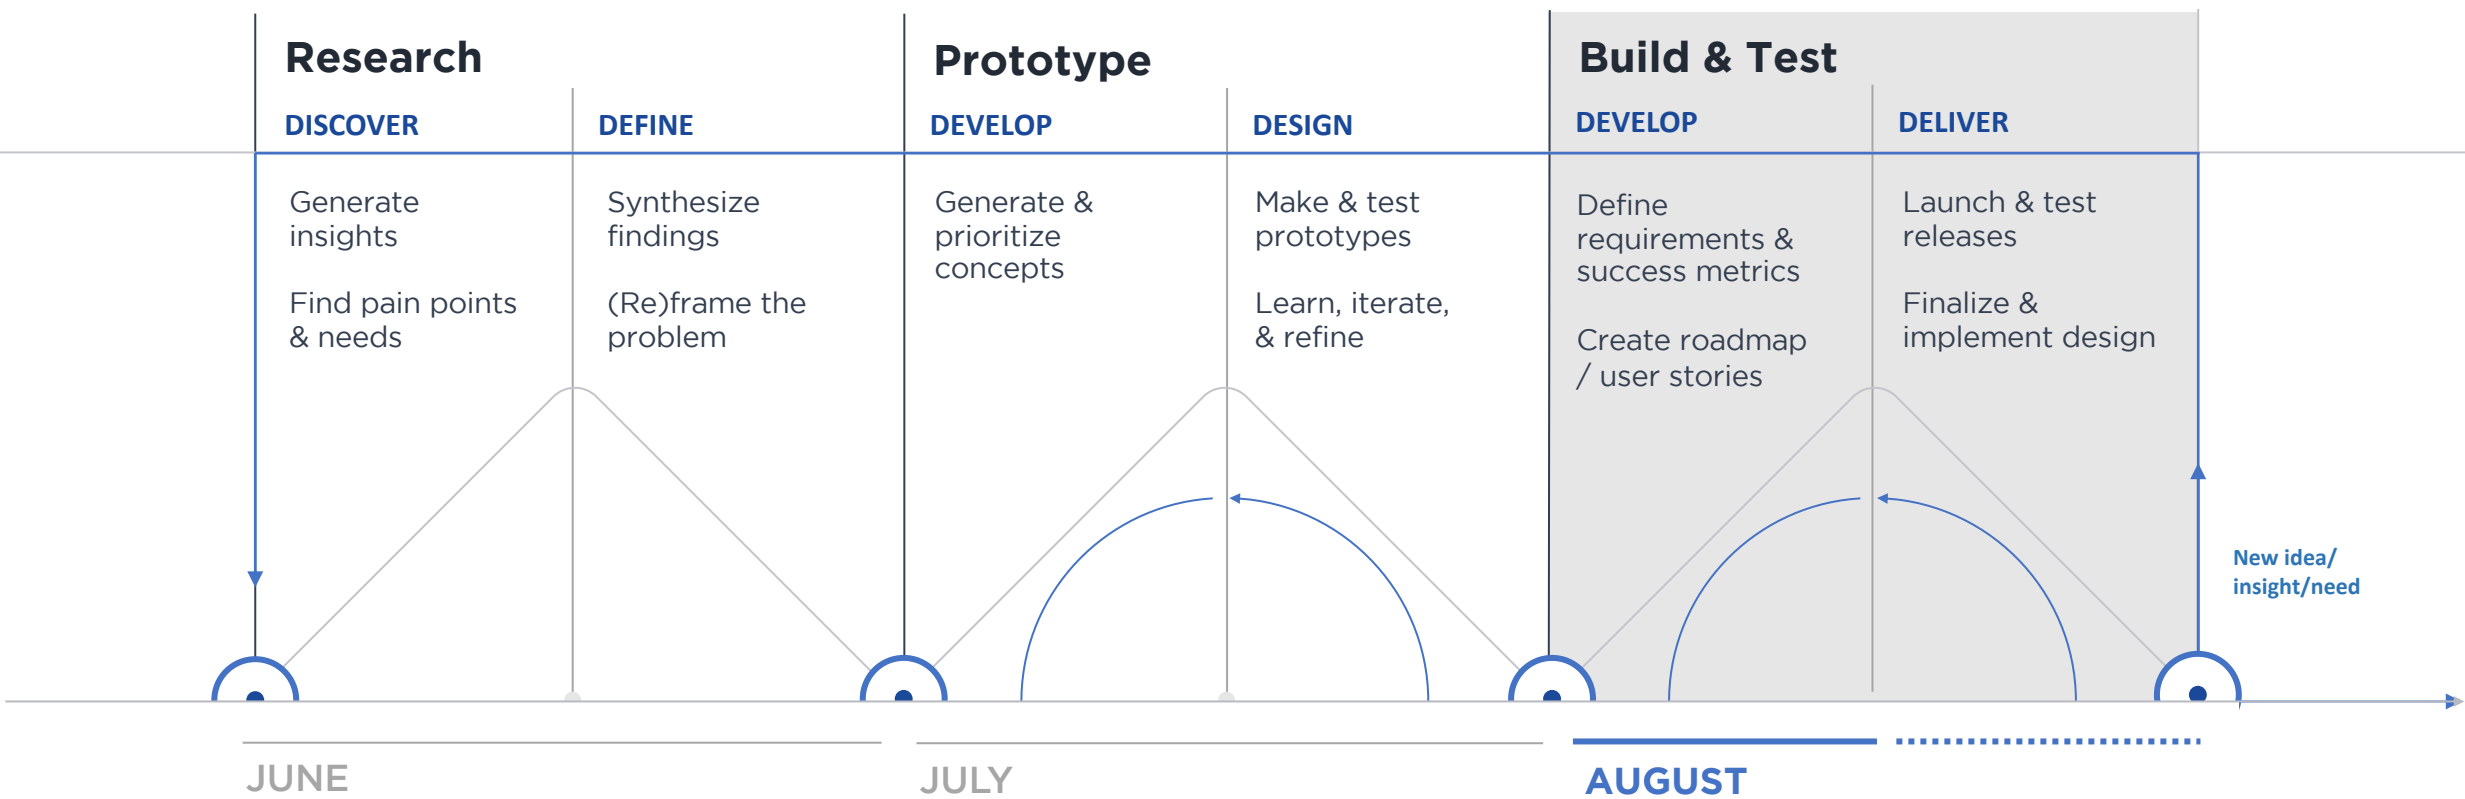 Research
DISCOVER
DEFINE
Generate
insights
Find pain points
& needs
Synthesize
findings
(Re)frame the
problem
Prototype
DEVELOP
DESIGN
Generate &
prioritize
concepts
Make & test
prototypes
Learn, iterate,
& refine
Build & Test
DEVELOP
DELIVER
Define
requirements &
success metrics
Create roadmap
/ user stories
Launch & test
releases
Finalize &
implement design
New idea/
insight/need
JUNE
JULY
AUGUST